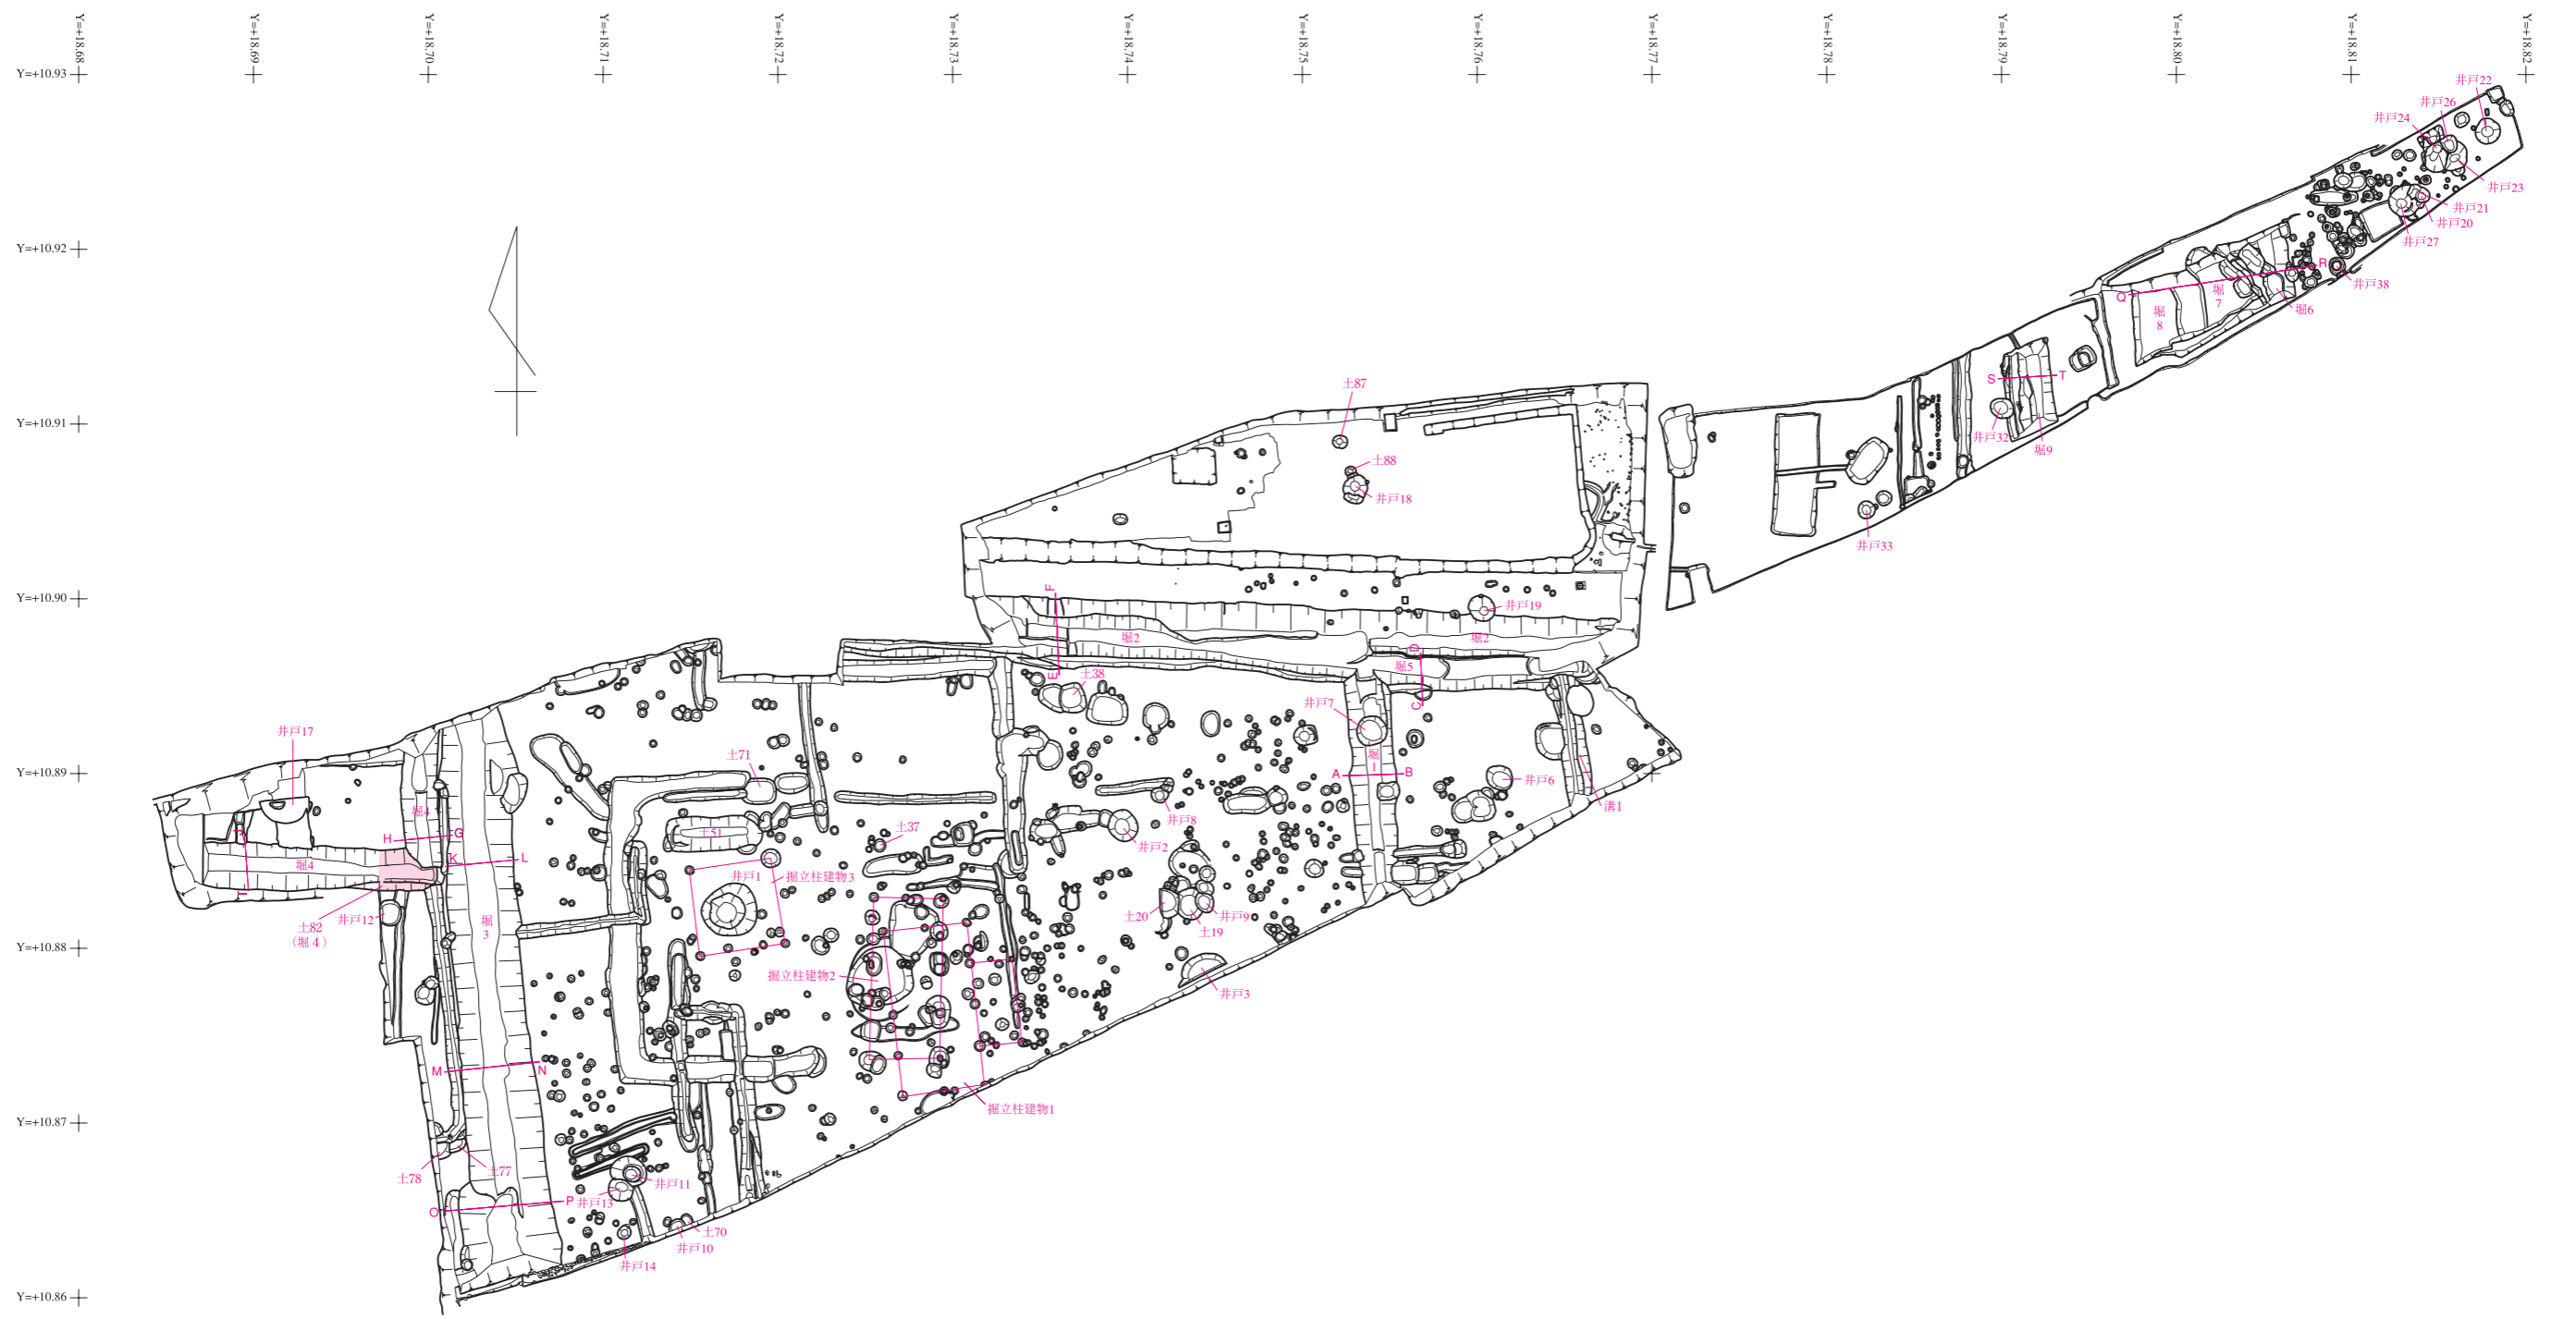 Y=+18.68
Y=+18.69
Y=+18.70
Y=+18.71
Y=+18.72
Y=+18.73
Y=+18.74
Y=+18.75
Y=+18.76
Y=+18.77
Y=+18.78
Y=+18.79
Y=+18.80
Y=+18.81
Y=+18.82
Y=+10.93
井戸22
井戸26
井戸24
井戸23
井戸21
井戸20
井戸27
Y=+10.92
R
井戸38
Q
堀
7
堀
8
堀6
S
T
土87
Y=+10.91
井戸32
堀9
土88
井戸18
井戸33
F
Y=+10.90
井戸19
堀2
堀2
D
堀5
E
土38
C
井戸7
井戸17
土71
堀
1
Y=+10.89
A
B
井戸6
溝1
堀4
井戸8
土51
土37
H
G
J
井戸2
K
L
堀4
井戸1
掘立柱建物3
I
土82
(堀4)
井戸12
堀
3
土20
井戸9
土19
Y=+10.88
掘立柱建物2
井戸3
M
N
掘立柱建物1
Y=+10.87
土78
土77
井戸11
O
P
井戸13
土70
井戸10
井戸14
Y=+10.86